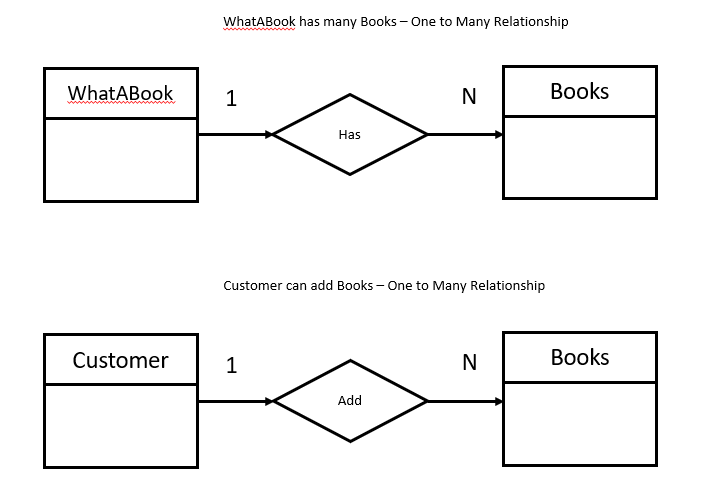 WhatABook has many Books – One to Many Relationship
WhatABook
1
N
Books
Has
Customer can add Books – One to Many Relationship
Customer
1
N
Books
Add